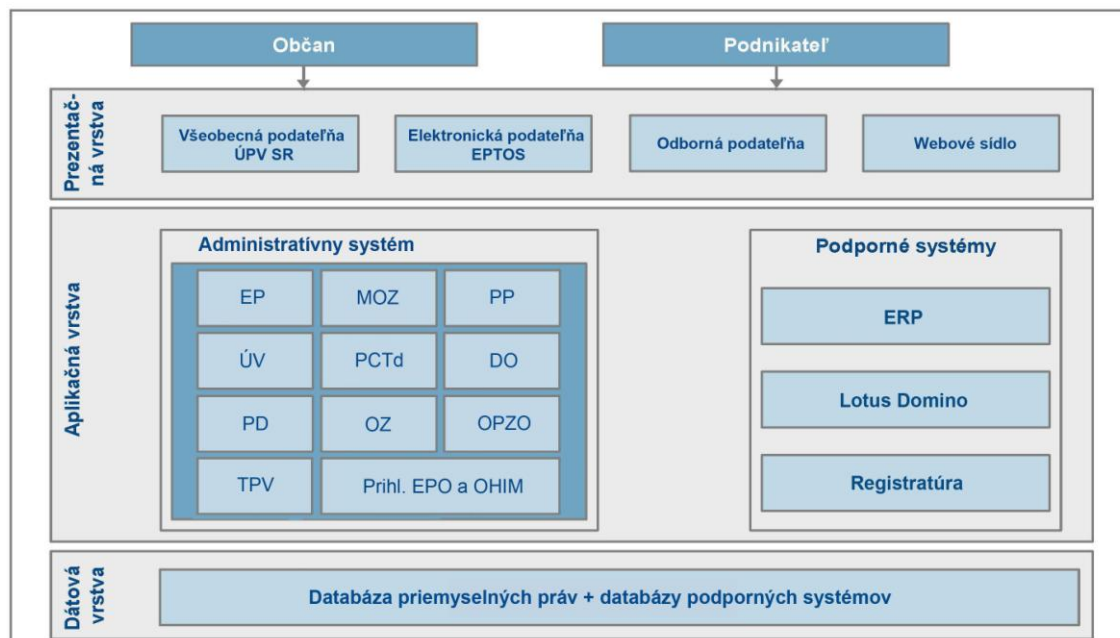 Občan
Podnikateľ
Prezentač-
ná vrstva
Všeobecná podateľňa
ÚPV SR
Elektronická podateľňa
EPTOS
Odborná podateľňa
Webové sídlo
Aplikačná vrstva
Administratívny systém
EP
MOZ
PP
ÚV
PCTd
DO
PD
OZ
OPZO
TPV
Prihl. EPO a OHIM
Podporné systémy
ERP
Lotus Domino
Registratúra
Dátová
vrstva
Databáza priemyselných práv + databázy podporných systémov